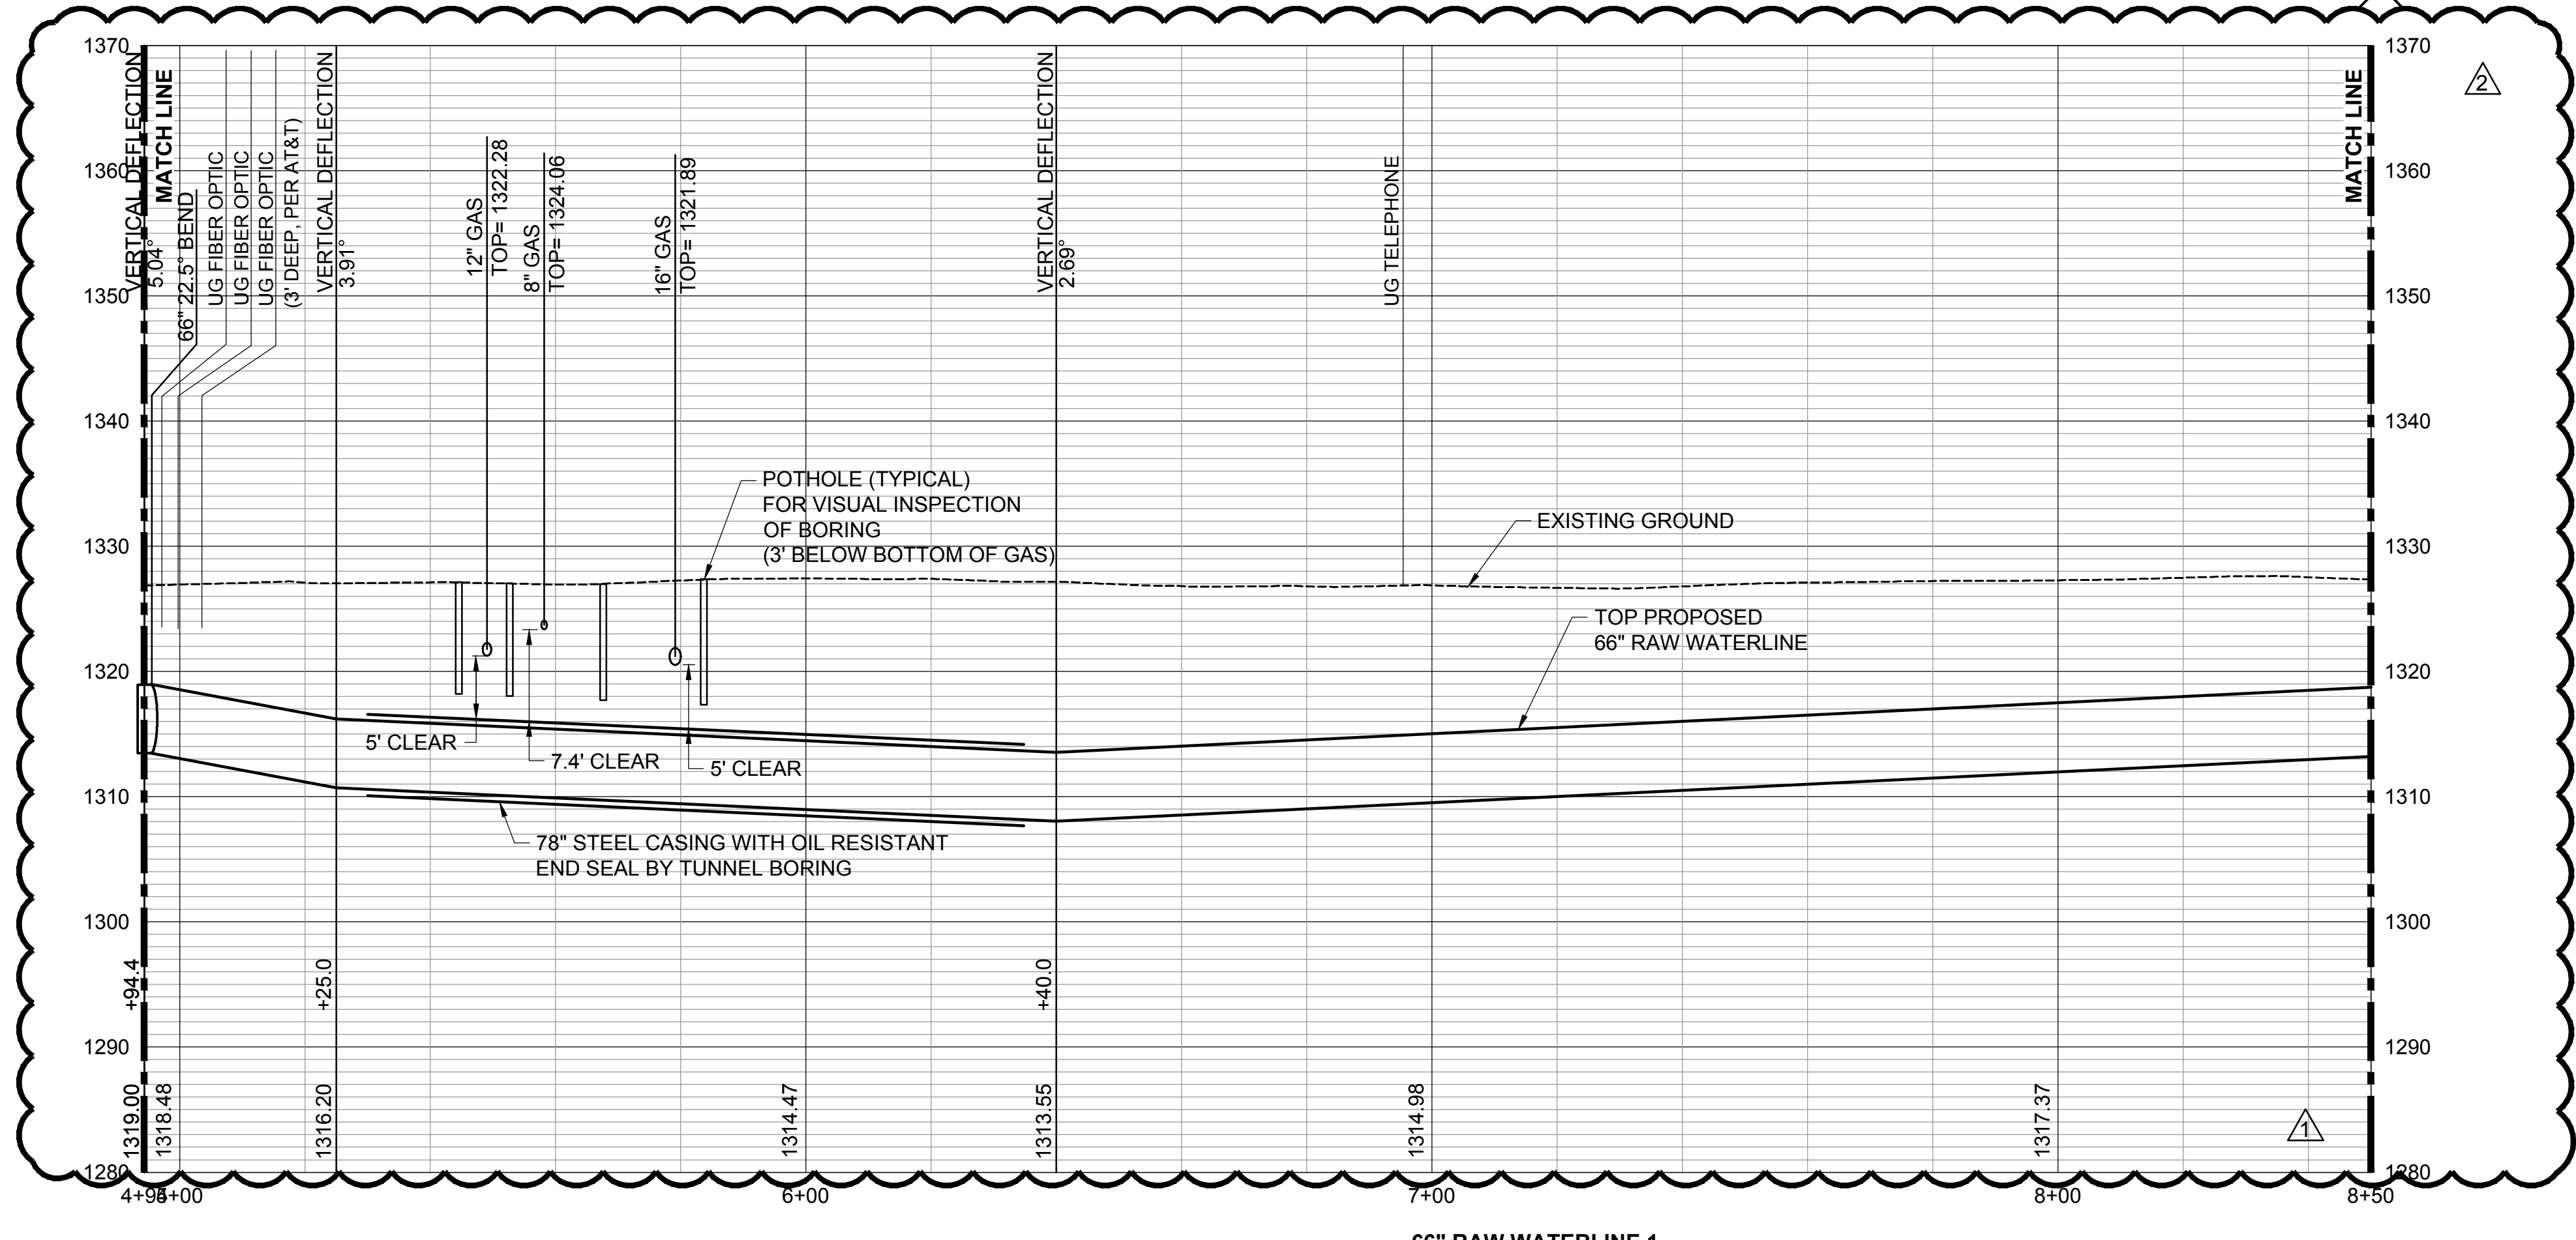 1370
1370
2
VERTICAL DEFLECTION
5.04°
MATCH LINE
66" 22.5° BEND
UG FIBER OPTIC
UG FIBER OPTIC
UG FIBER OPTIC
(3' DEEP, PER AT&T)
VERTICAL DEFLECTION
3.91°
12" GAS
TOP= 1322.28
8" GAS
TOP= 1324.06
16" GAS
TOP= 1321.89
VERTICAL DEFLECTION
2.69°
UG TELEPHONE
MATCH LINE
1360
1360
1350
1350
1340
1340
POTHOLE (TYPICAL)
FOR VISUAL INSPECTION
OF BORING
(3' BELOW BOTTOM OF GAS)
EXISTING GROUND
1330
1330
TOP PROPOSED
66" RAW WATERLINE
1320
1320
5' CLEAR
7.4' CLEAR
5' CLEAR
1310
1310
78" STEEL CASING WITH OIL RESISTANT
END SEAL BY TUNNEL BORING
1300
1300
+94.4
+25.0
+40.0
1290
1290
1319.00
1318.48
1316.20
1314.47
1313.55
1314.98
1317.37
1
1280
1280
5+00
6+00
7+00
8+00
8+50
66" RAW WATERLINE 1